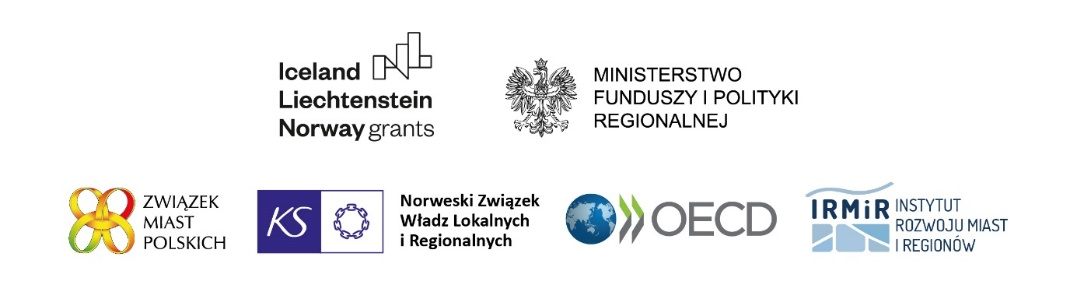 Iceland
Liechtenstein
Norway grants
MINISTERSTWO
FUNDUSZY I POLITYKI
REGIONALNEJ
ZWIĄZEK
MIAST
POLSKICH
KS
Norweski Związek
Władz Lokalnych
i Regionalnych
OECD
IRMiR
INSTYTUT
ROZWOJU MIAST
I REGIONÓW